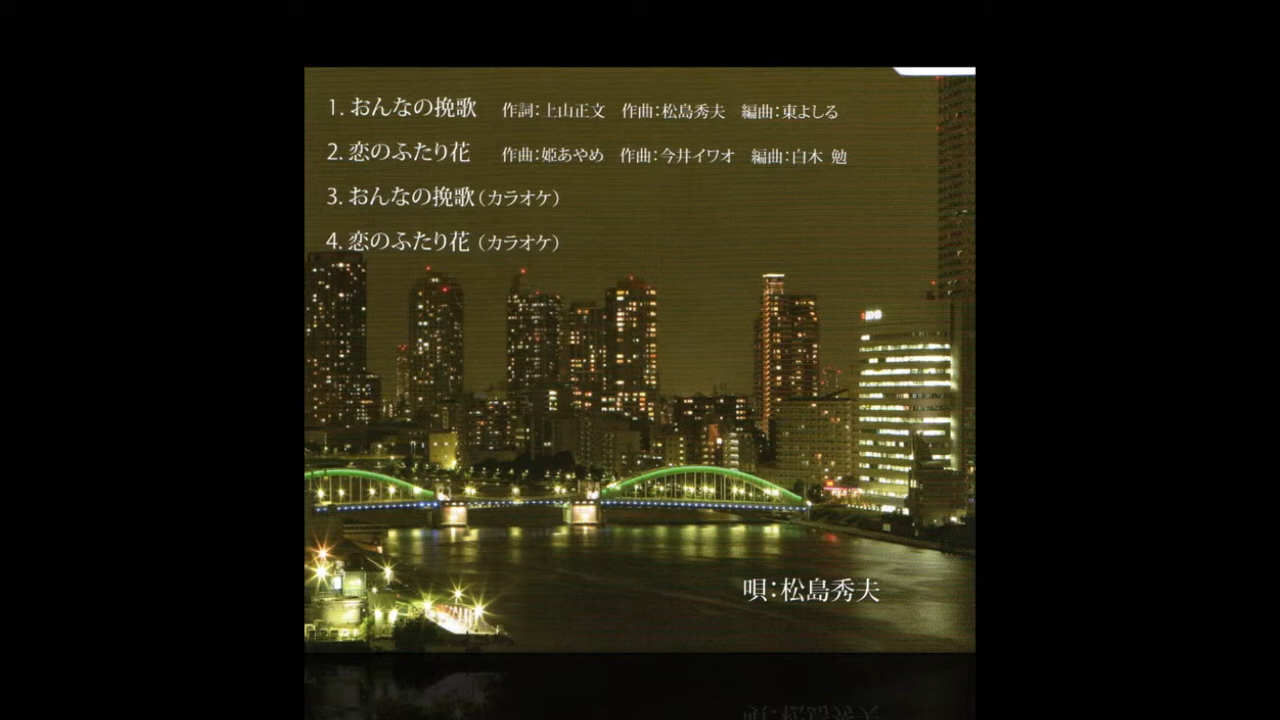 1. おんなの挽歌 作詞：上山正文 作曲：松島秀夫 編曲：東よしる
2. 恋のふたり花 作曲：姫あやめ 作曲：今井イワオ 編曲：白木 勉
3. おんなの挽歌（カラオケ）
4. 恋のふたり花（カラオケ）
唄：松島秀夫